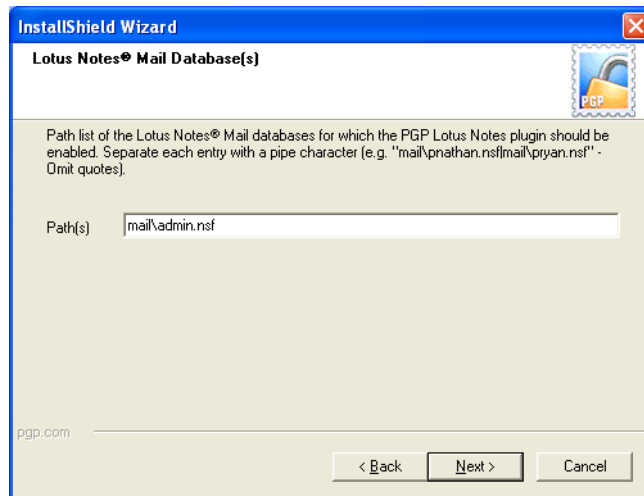 InstallShield Wizard
Lotus Notes® Mail Database(s)
PGP
Path list of the Lotus Notes® Mail databases for which the PGP Lotus Notes plugin should be
enabled. Separate each entry with a pipe character (e.g. "mail\pnathan.nsf|mail\pryan.nsf" -
Omit quotes).
Path(s) mail\admin.nsf
pgp.com
< Back Next > Cancel